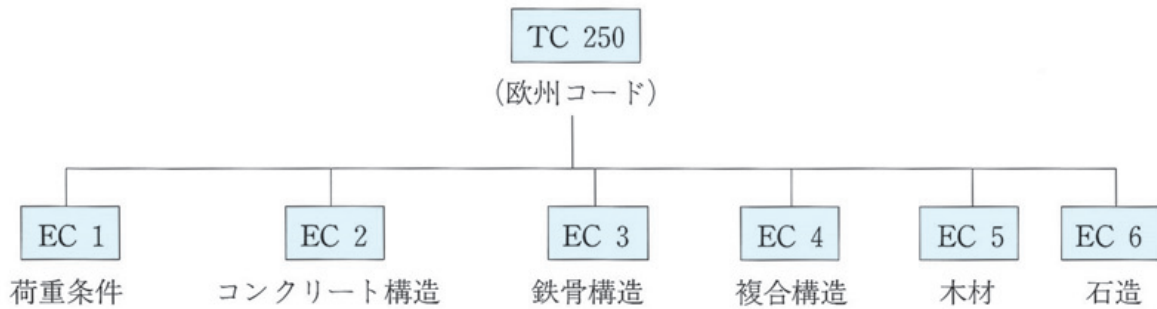 TC 250
(欧州コード)
EC 1
EC 2
EC 3
EC 4
EC 5
EC 6
荷重条件
コンクリート構造
鉄骨構造
複合構造
木材
石造